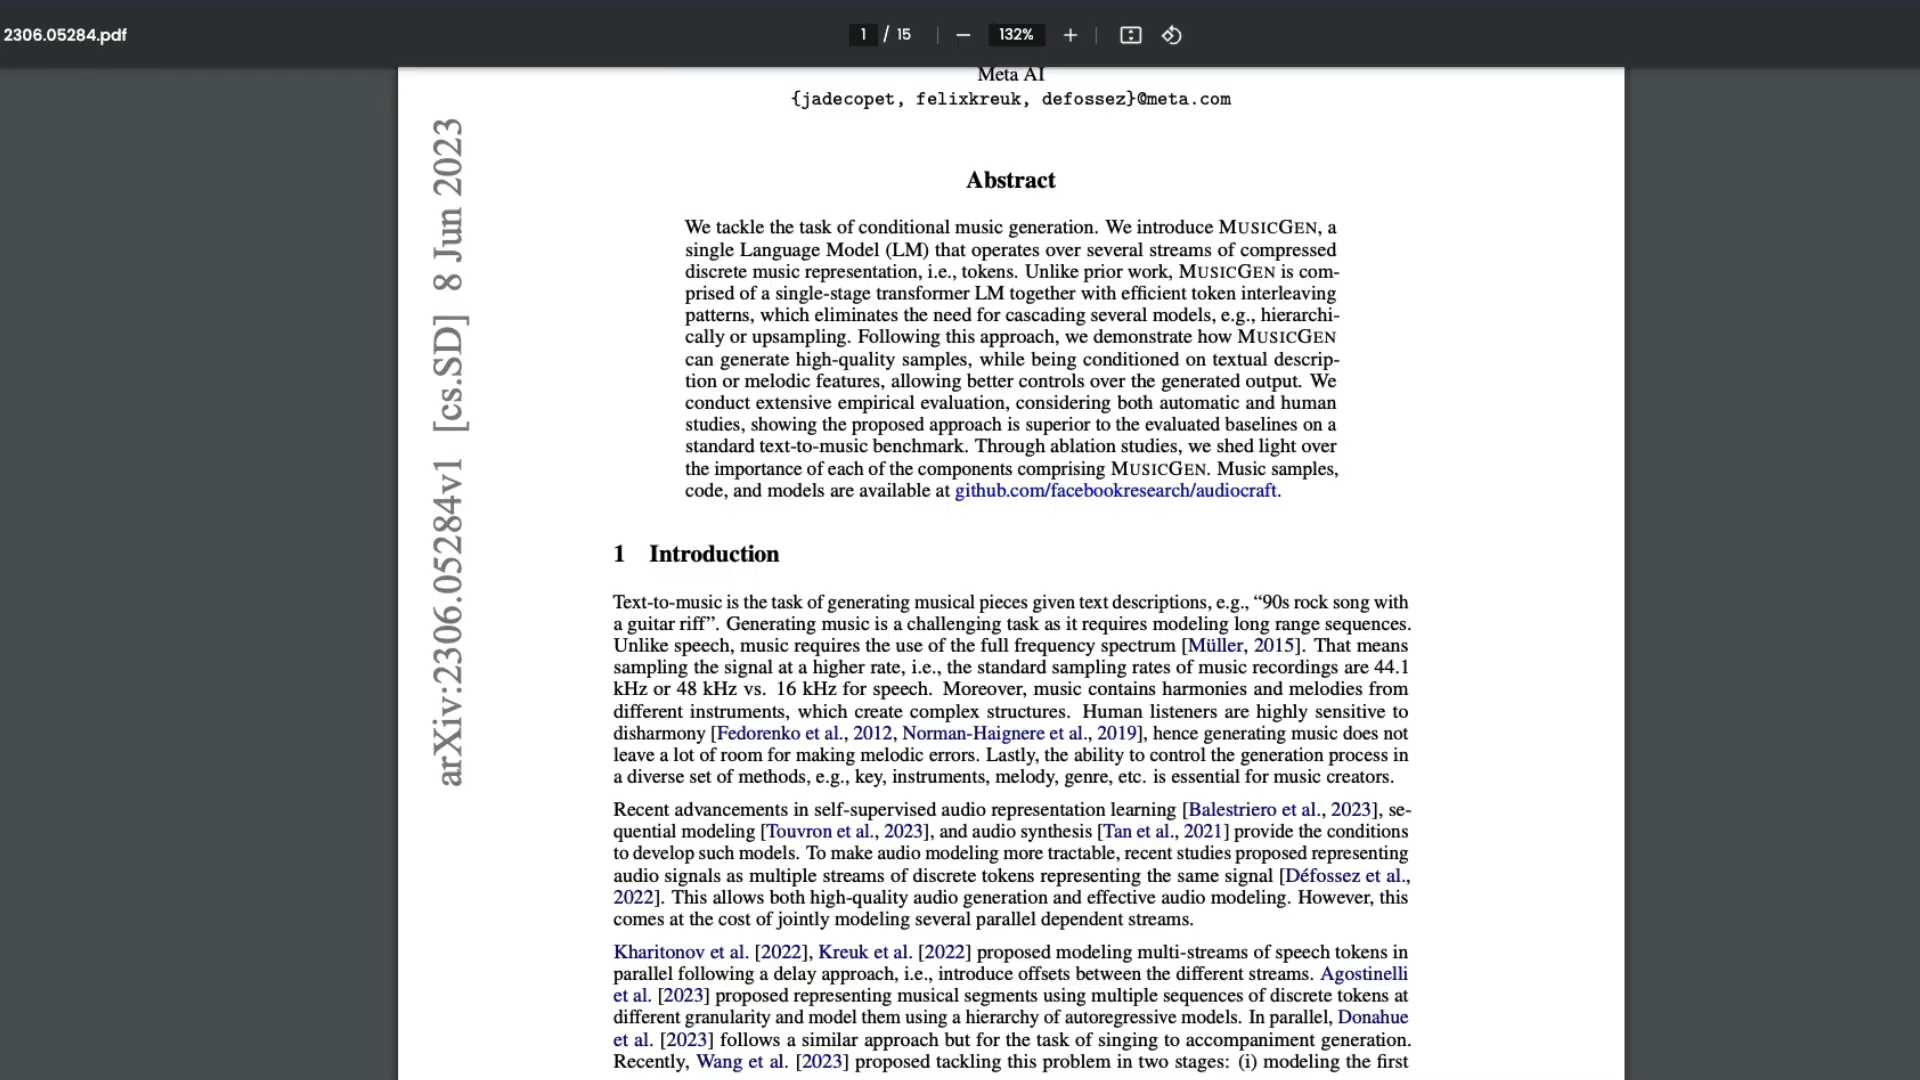 2306.05284.pdf
1 / 15
132%
Meta AI
{jadecopet, felixkreuk, defossez}@meta.com
arXiv:2306.05284v1 [cs.SD] 8 Jun 2023
Abstract
We tackle the task of conditional music generation. We introduce MUSICGEN, a
single Language Model (LM) that operates over several streams of compressed
discrete music representation, i.e., tokens. Unlike prior work, MUSICGEN is com-
prised of a single-stage transformer LM together with efficient token interleaving
patterns, which eliminates the need for cascading several models, e.g., hierarchi-
cally or upsampling. Following this approach, we demonstrate how MUSICGEN
can generate high-quality samples, while being conditioned on textual descrip-
tion or melodic features, allowing better controls over the generated output. We
conduct extensive empirical evaluation, considering both automatic and human
studies, showing the proposed approach is superior to the evaluated baselines on a
standard text-to-music benchmark. Through ablation studies, we shed light over
the importance of each of the components comprising MUSICGEN. Music samples,
code, and models are available at github.com/facebookresearch/audiocraft.
1 Introduction
Text-to-music is the task of generating musical pieces given text descriptions, e.g., “90s rock song with
a guitar riff”. Generating music is a challenging task as it requires modeling long range sequences.
Unlike speech, music requires the use of the full frequency spectrum [Müller, 2015]. That means
sampling the signal at a higher rate, i.e., the standard sampling rates of music recordings are 44.1
kHz or 48 kHz vs. 16 kHz for speech. Moreover, music contains harmonies and melodies from
different instruments, which create complex structures. Human listeners are highly sensitive to
disharmony [Fedorenko et al., 2012, Norman-Haignere et al., 2019], hence generating music does not
leave a lot of room for making melodic errors. Lastly, the ability to control the generation process in
a diverse set of methods, e.g., key, instruments, melody, genre, etc. is essential for music creators.
Recent advancements in self-supervised audio representation learning [Balestriero et al., 2023], se-
quential modeling [Touvron et al., 2023], and audio synthesis [Tan et al., 2021] provide the conditions
to develop such models. To make audio modeling more tractable, recent studies proposed representing
audio signals as multiple streams of discrete tokens representing the same signal [Défossez et al.,
2022]. This allows both high-quality audio generation and effective audio modeling. However, this
comes at the cost of jointly modeling several parallel dependent streams.
Kharitonov et al. [2022], Kreuk et al. [2022] proposed modeling multi-streams of speech tokens in
parallel following a delay approach, i.e., introduce offsets between the different streams. Agostinelli
et al. [2023] proposed representing musical segments using multiple sequences of discrete tokens at
different granularity and model them using a hierarchy of autoregressive models. In parallel, Donahue
et al. [2023] follows a similar approach but for the task of singing to accompaniment generation.
Recently, Wang et al. [2023] proposed tackling this problem in two stages: (i) modeling the first